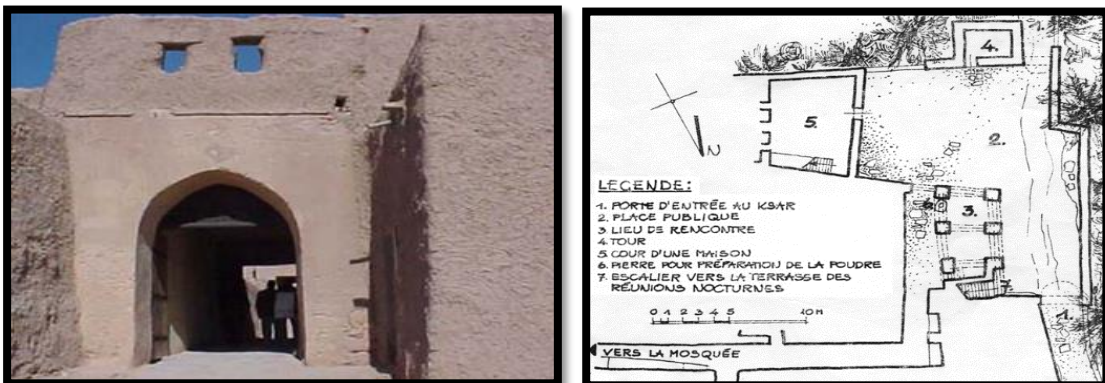 1.
4.
5.
2.
N
LEGENDE:
1. PORTE D'ENTRÉE AU KSAR
2. PLACE PUBLIQUE
3. LIEU DE RENCONTRE
4. TOUR
5. COUR D'UNE MAISON
6. PIERRE POUR PRÉPARATION DE LA POUDRE
7. ESCALIER VERS LA TERRASSE DES
RÉUNIONS NOCTURNES
6.
3.
7.
0 1 2 3 4 5 10M
1.
VERS LA MOSQUÉE